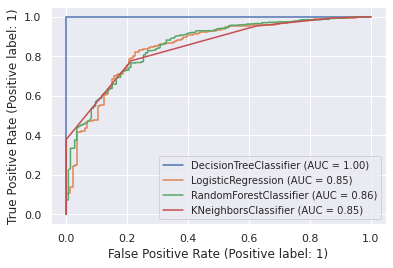 True Positive Rate (Positive label: 1)
1.0
0.8
0.6
0.4
0.2
0.0
DecisionTreeClassifier (AUC = 1.00)
LogisticRegression (AUC = 0.85)
RandomForestClassifier (AUC = 0.86)
KNeighborsClassifier (AUC = 0.85)
0.0 0.2 0.4 0.6 0.8 1.0
False Positive Rate (Positive label: 1)